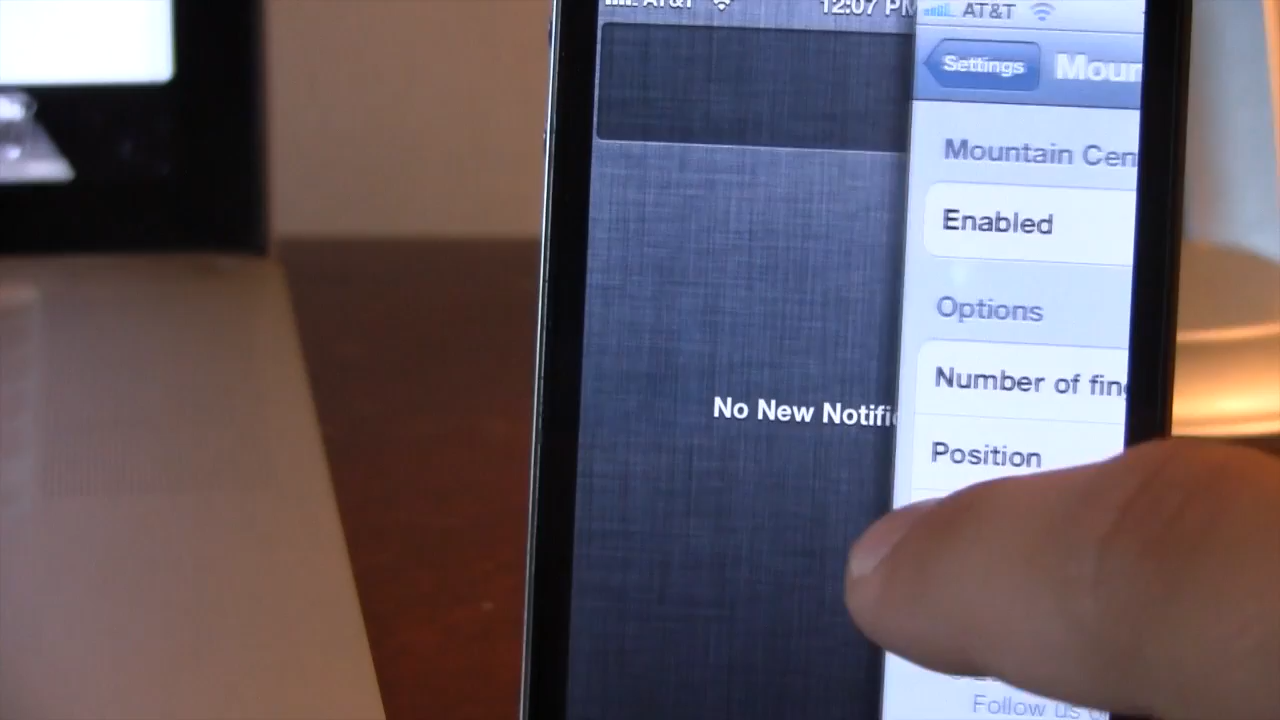 AT&T 12:07 PM
No New Notific
AT&T
Settings Moun
Mountain Cen
Enabled
Options
Number of fing
Position
Follow us o